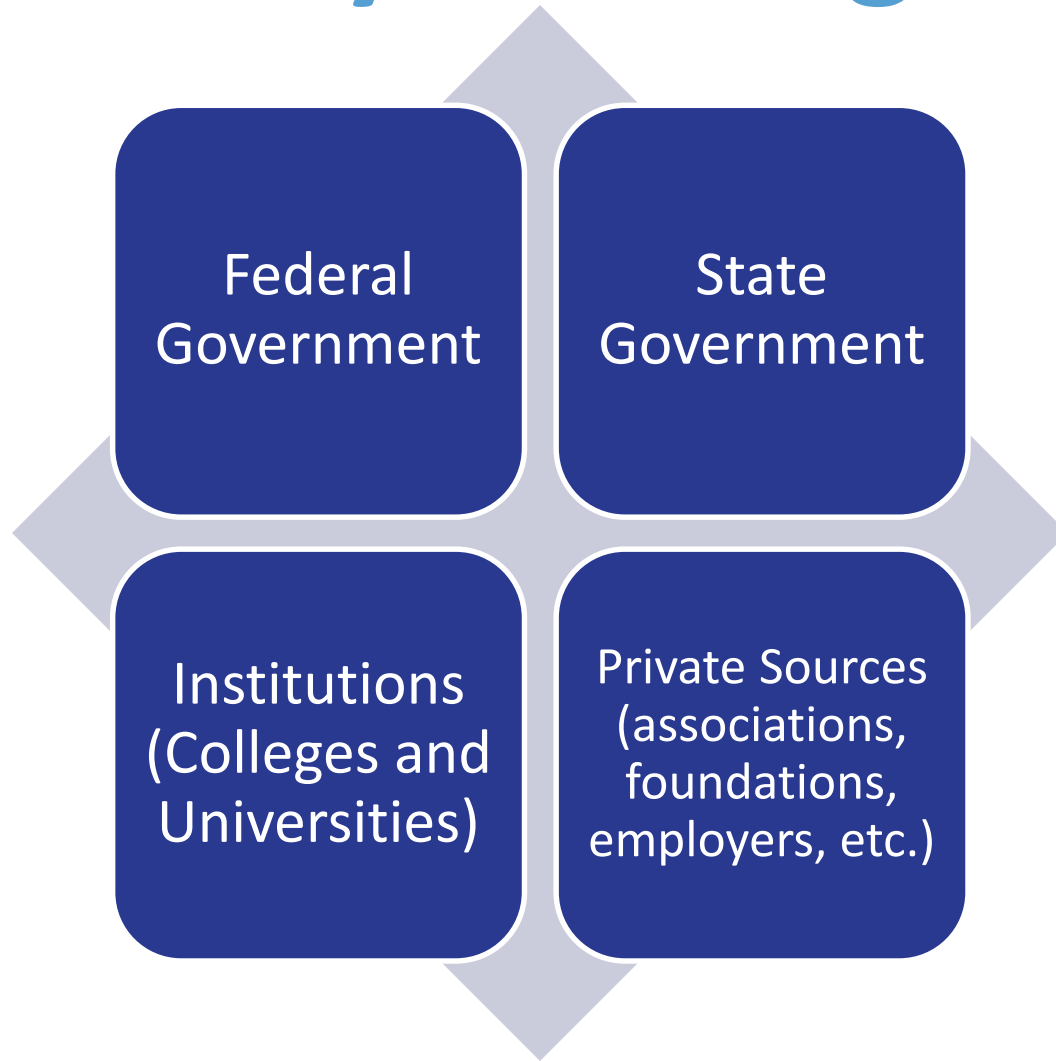 Federal
Government
State
Government
Institutions
(Colleges and
Universities)
Private Sources
(associations,
foundations,
employers, etc.)